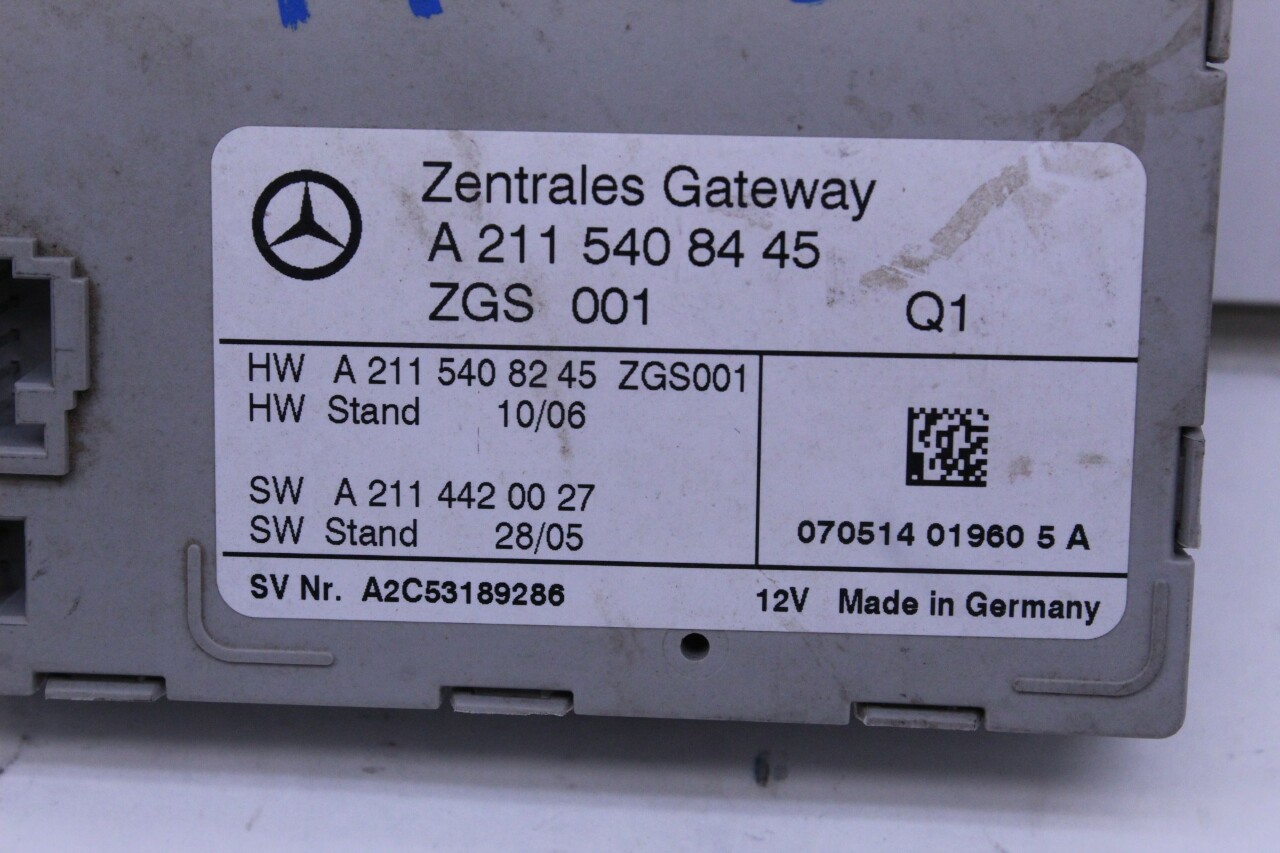 Zentrales Gateway
A 211 540 84 45
ZGS 001 Q1
HW A 211 540 82 45 ZGS001
HW Stand 10/06
SW A 211 442 00 27
SW Stand 28/05
070514 01960 5 A
SV Nr. A2C53189286 12V Made in Germany